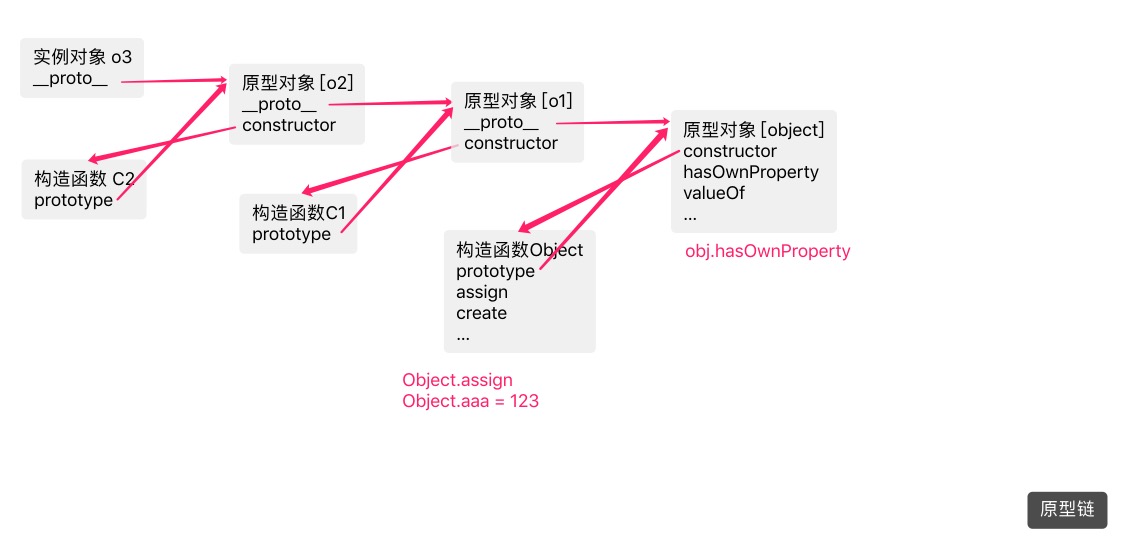 实例对象 o3
__proto__
原型对象 [o2]
__proto__
constructor
原型对象 [o1]
__proto__
constructor
原型对象 [object]
constructor
hasOwnProperty
valueOf
...
obj.hasOwnProperty
构造函数 C2
prototype
构造函数C1
prototype
构造函数Object
prototype
assign
create
...
Object.assign
Object.aaa = 123
原型链